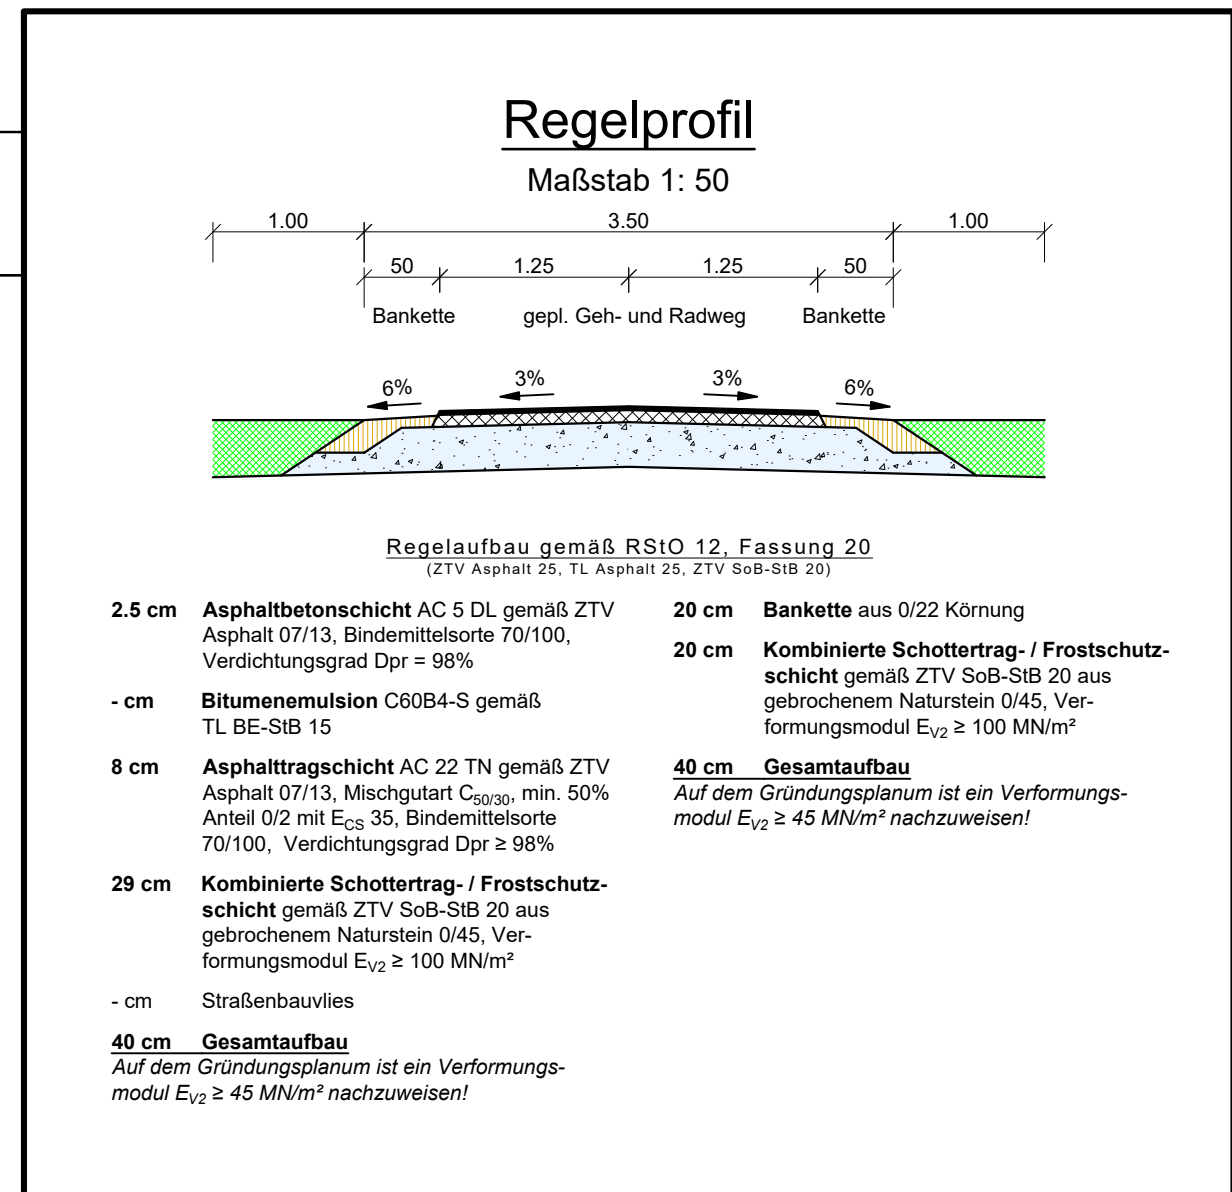 Regelprofil
Maßstab 1: 50
1.00 3.50 1.00
50 1.25 1.25 50
Bankette gepl. Geh- und Radweg Bankette
6% 3% 3% 6%
Regelaufbau gemäß RStO 12, Fassung 20
(ZTV Asphalt 25, TL Asphalt 25, ZTV SoB-StB 20)
2.5 cm Asphaltbetonschicht AC 5 DL gemäß ZTV
Asphalt 07/13, Bindemittelsorte 70/100,
Verdichtungsgrad Dpr = 98%
- cm Bitumenemulsion C60B4-S gemäß
TL BE-StB 15
8 cm Asphalttragschicht AC 22 TN gemäß ZTV
Asphalt 07/13, Mischgutart C50/30, min. 50%
Anteil 0/2 mit ECS 35, Bindemittelsorte
70/100, Verdichtungsgrad Dpr ≥ 98%
29 cm Kombinierte Schottertrag- / Frostschutz-
schicht gemäß ZTV SoB-StB 20 aus
gebrochenem Naturstein 0/45, Ver-
formungsmodul EV2 ≥ 100 MN/m²
- cm Straßenbauvlies
40 cm Gesamtaufbau
Auf dem Gründungsplanum ist ein Verformungs-
modul EV2 ≥ 45 MN/m² nachzuweisen!
20 cm Bankette aus 0/22 Körnung
20 cm Kombinierte Schottertrag- / Frostschutz-
schicht gemäß ZTV SoB-StB 20 aus
gebrochenem Naturstein 0/45, Ver-
formungsmodul EV2 ≥ 100 MN/m²
40 cm Gesamtaufbau
Auf dem Gründungsplanum ist ein Verformungs-
modul EV2 ≥ 45 MN/m² nachzuweisen!